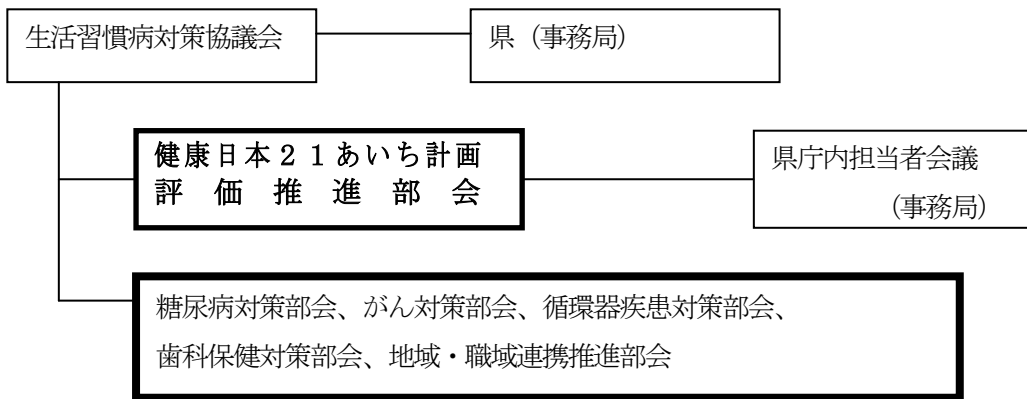 生活習慣病対策協議会
県（事務局）
健康日本２１あいち計画
評価推進部会
県庁内担当者会議
（事務局）
糖尿病対策部会、がん対策部会、循環器疾患対策部会、
歯科保健対策部会、地域・職域連携推進部会